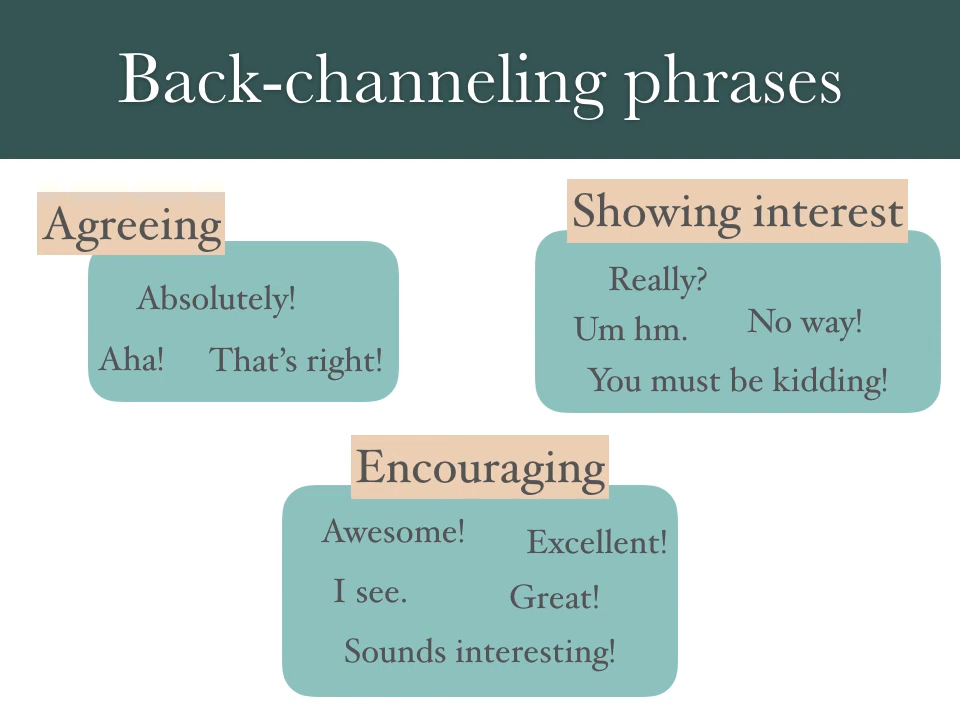 Back-channeling phrases
Agreeing
Absolutely!
Aha! That’s right!
Showing interest
Really?
Um hm. No way!
You must be kidding!
Encouraging
Awesome! Excellent!
I see. Great!
Sounds interesting!